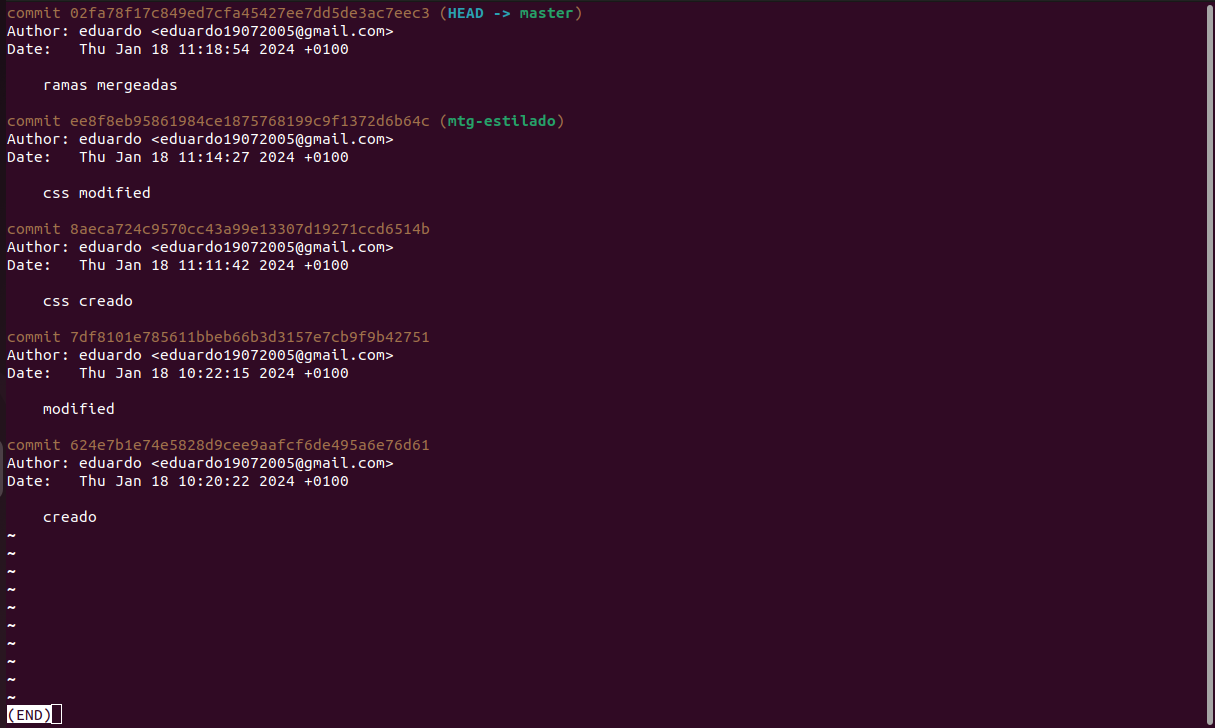 commit 02fa78f17c849ed7cfa45427ee7dd5de3ac7eec3 (HEAD -> master)
Author: eduardo <eduardo19072005@gmail.com>
Date:   Thu Jan 18 11:18:54 2024 +0100

    ramas mergeadas

commit ee8f8eb95861984ce1875768199c9f1372d6b64c (mtg-estilado)
Author: eduardo <eduardo19072005@gmail.com>
Date:   Thu Jan 18 11:14:27 2024 +0100

    css modified

commit 8aeca724c9570cc43a99e13307d19271ccd6514b
Author: eduardo <eduardo19072005@gmail.com>
Date:   Thu Jan 18 11:11:42 2024 +0100

    css creado

commit 7df8101e785611bbeb66b3d3157e7cb9f9b42751
Author: eduardo <eduardo19072005@gmail.com>
Date:   Thu Jan 18 10:22:15 2024 +0100

    modified

commit 624e7b1e74e5828d9cee9aafcf6de495a6e76d61
Author: eduardo <eduardo19072005@gmail.com>
Date:   Thu Jan 18 10:20:22 2024 +0100

    creado
~
~
~
~
~
~
~
~
~
~
(END)